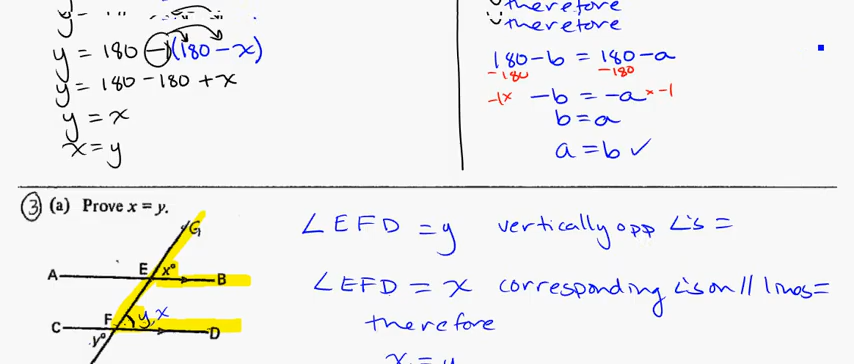 y = 180 - 1(180 - x)
y = 180 - 180 + x
y = x
x = y
therefore
∵ therefore
180 - b = 180 - a
-180 -180
-1× -b = -a × -1
b = a
a = b ✓
③ (a) Prove x = y.
G
A E x° B
C F y, x D
y°
∠EFD = y vertically opp ∠'s =
∠EFD = x corresponding ∠'s on // lines =
therefore
x = y